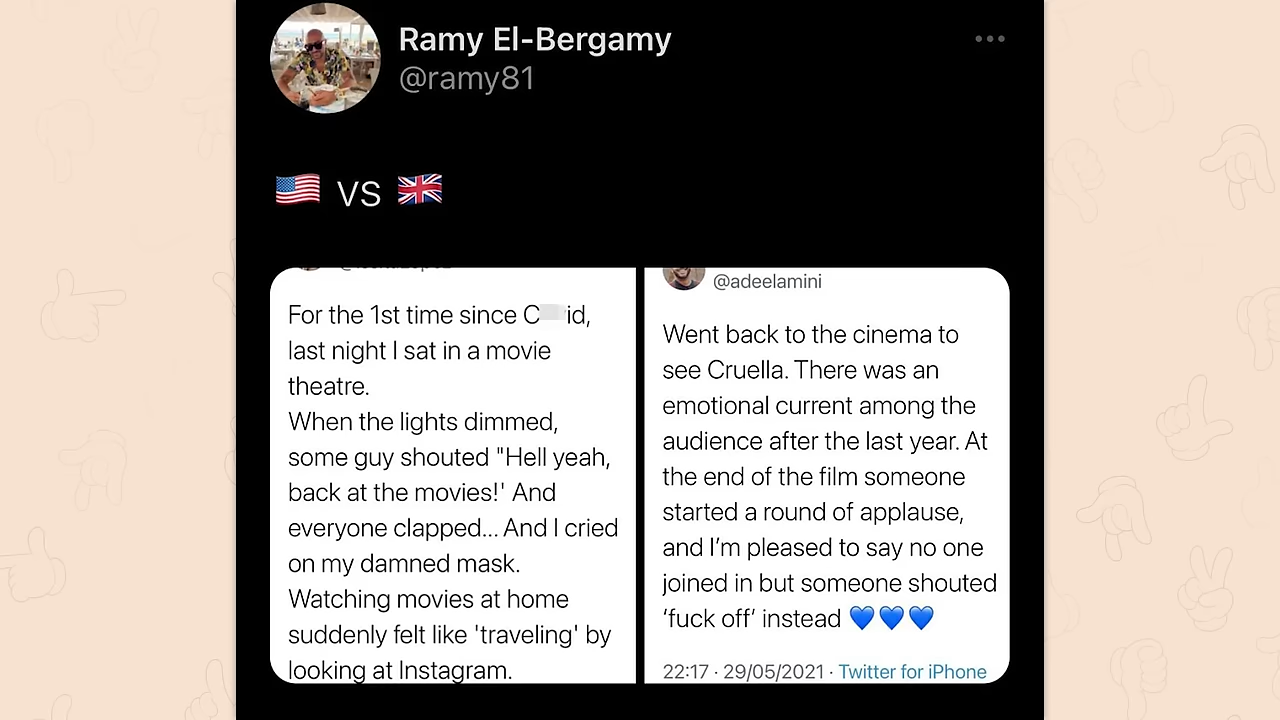 Ramy El-Bergamy
@ramy81
🇺🇸 VS 🇬🇧
For the 1st time since C id,
last night I sat in a movie
theatre.
When the lights dimmed,
some guy shouted "Hell yeah,
back at the movies!' And
everyone clapped... And I cried
on my damned mask.
Watching movies at home
suddenly felt like 'traveling' by
looking at Instagram.
@adeelamini
Went back to the cinema to
see Cruella. There was an
emotional current among the
audience after the last year. At
the end of the film someone
started a round of applause,
and I’m pleased to say no one
joined in but someone shouted
‘fuck off’ instead 💙💙💙
22:17 · 29/05/2021 · Twitter for iPhone